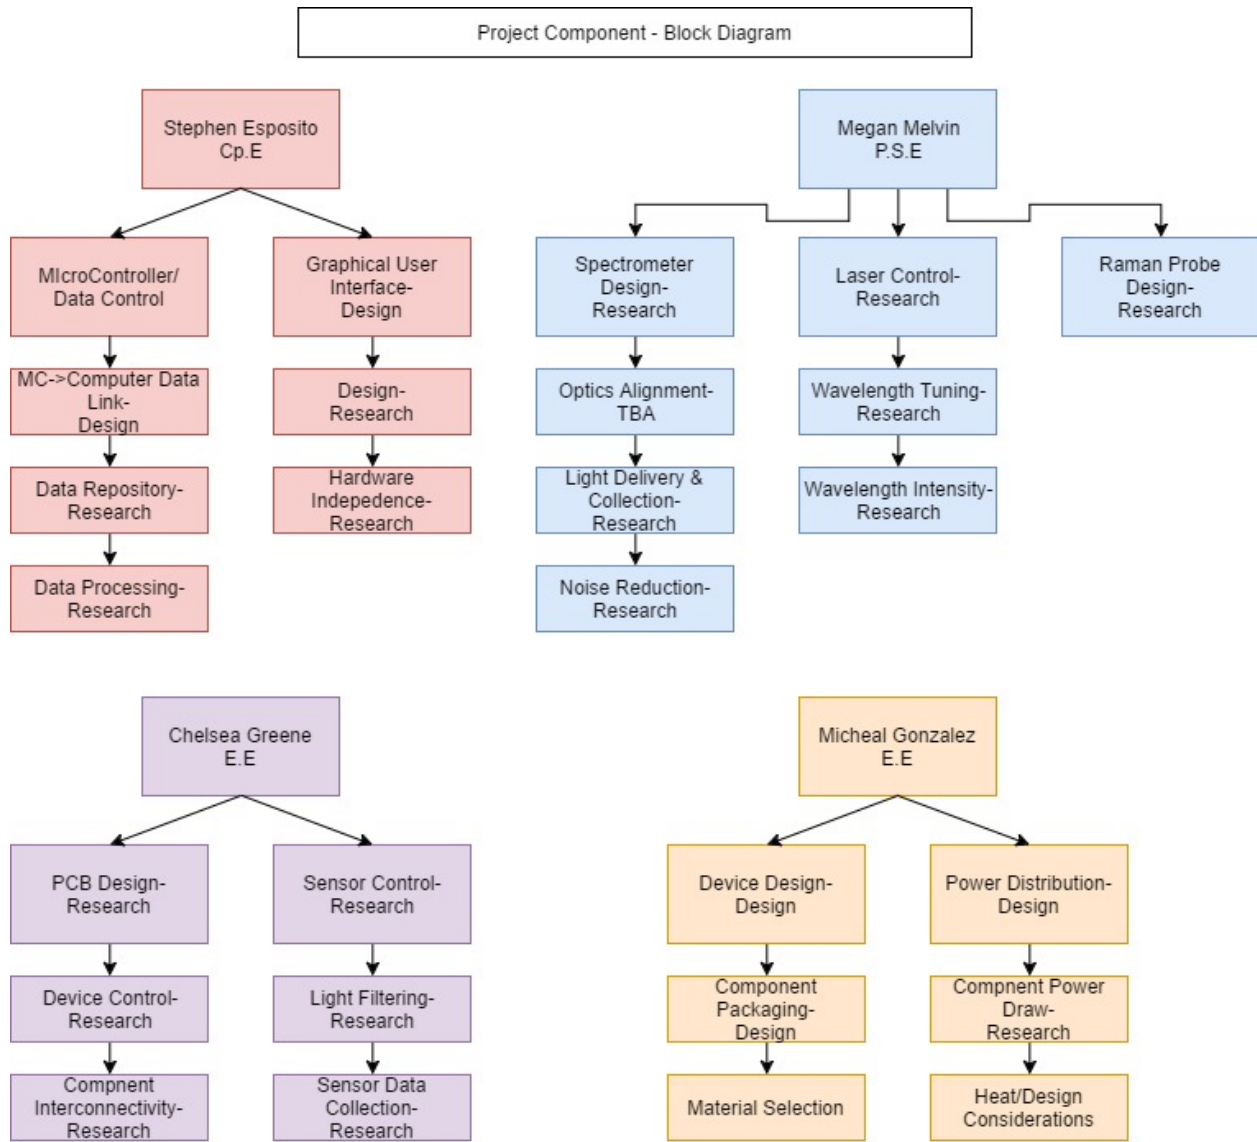 Project Component - Block Diagram
Stephen Esposito
Cp.E
Megan Melvin
P.S.E
MIcroController/
Data Control
Graphical User
Interface-
Design
Spectrometer
Design-
Research
Laser Control-
Research
Raman Probe
Design-
Research
MC->Computer Data
Link-
Design
Design-
Research
Optics Alignment-
TBA
Wavelength Tuning-
Research
Data Repository-
Research
Hardware
Indepedence-
Research
Light Delivery &
Collection-
Research
Wavelength Intensity-
Research
Data Processing-
Research
Noise Reduction-
Research
Chelsea Greene
E.E
Micheal Gonzalez
E.E
PCB Design-
Research
Sensor Control-
Research
Device Design-
Design
Power Distribution-
Design
Device Control-
Research
Light Filtering-
Research
Component
Packaging-
Design
Compnent Power
Draw-
Research
Compnent
Interconnectivity-
Research
Sensor Data
Collection-
Research
Material Selection
Heat/Design
Considerations